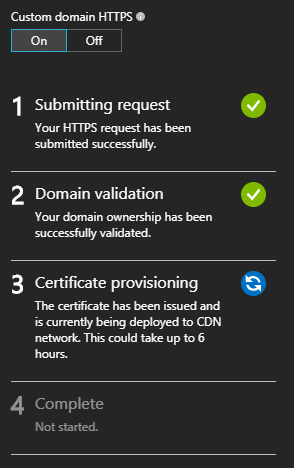 Custom domain HTTPS
On Off
1 Submitting request
Your HTTPS request has been
submitted successfully.
2 Domain validation
Your domain ownership has been
successfully validated.
3 Certificate provisioning
The certificate has been issued and
is currently being deployed to CDN
network. This could take up to 6
hours.
4 Complete
Not started.